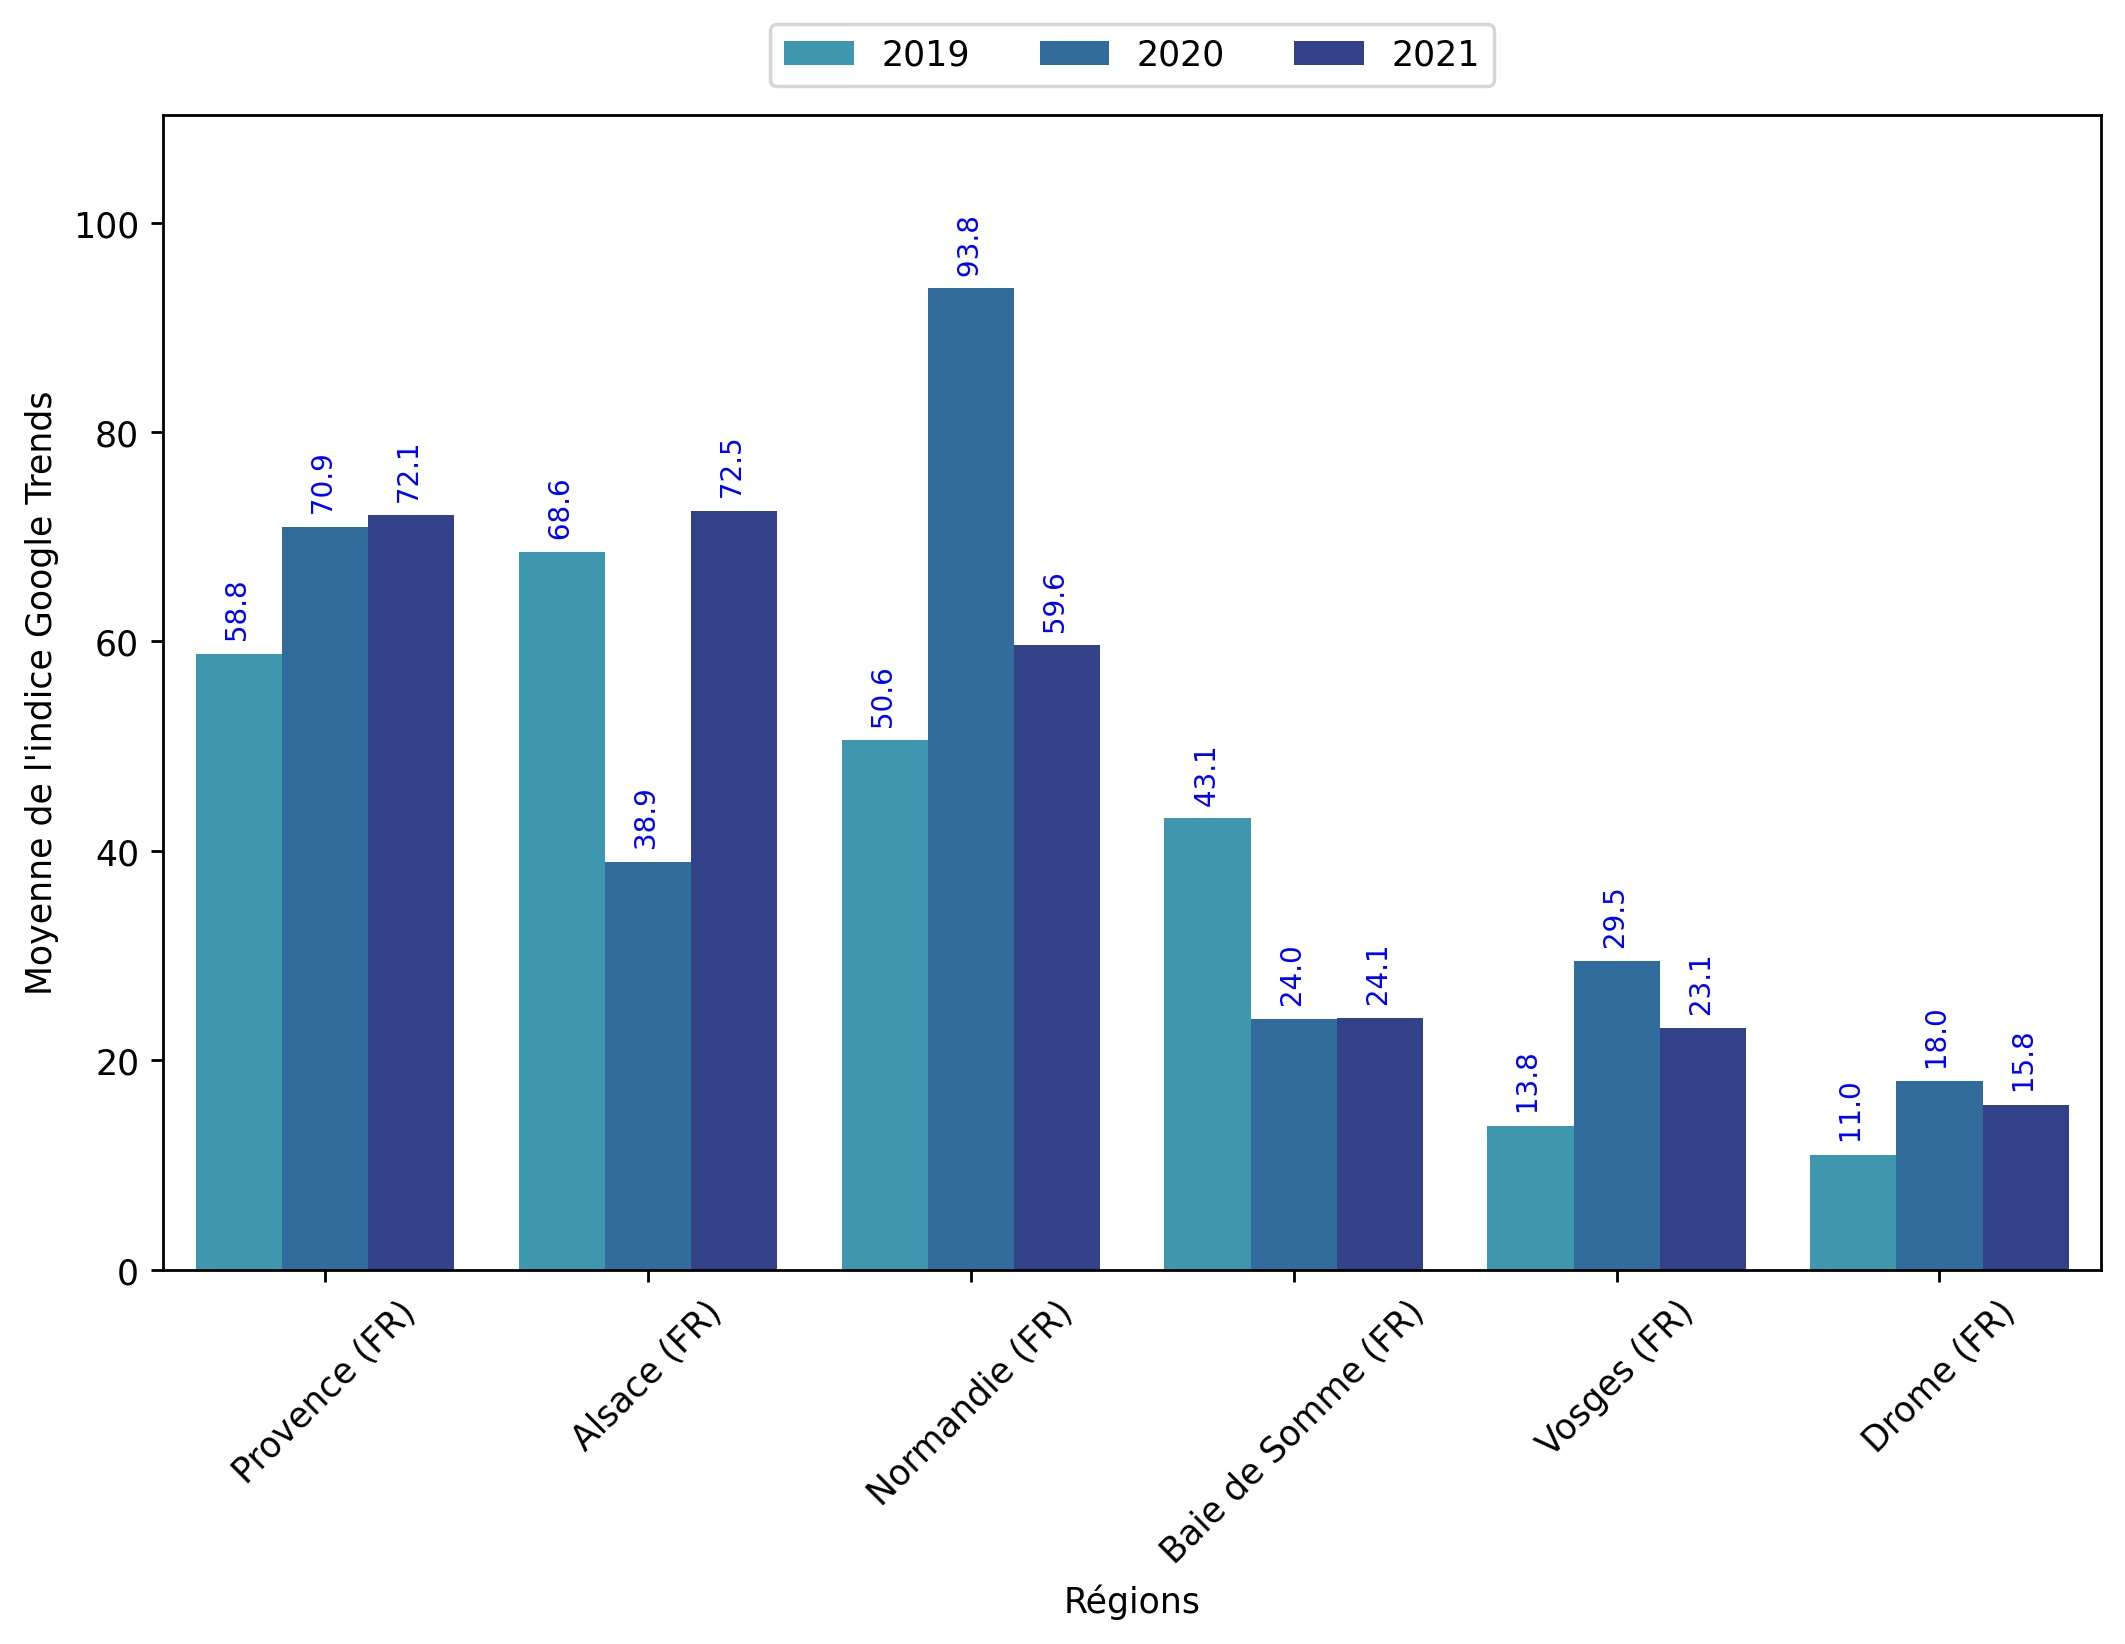 2019 2020 2021
Moyenne de l'indice Google Trends
100
80
60
40
20
0
58.8 70.9 72.1
68.6 38.9 72.5
50.6 93.8 59.6
43.1 24.0 24.1
13.8 29.5 23.1
11.0 18.0 15.8
Provence (FR)
Alsace (FR)
Normandie (FR)
Baie de Somme (FR)
Vosges (FR)
Drome (FR)
Régions